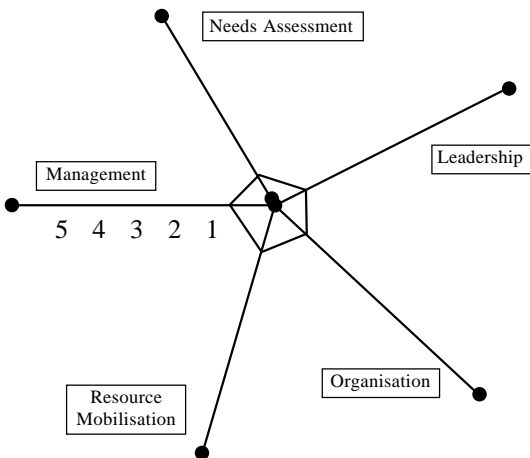 Needs Assessment
Leadership
Management
5 4 3 2 1
Organisation
Resource
Mobilisation